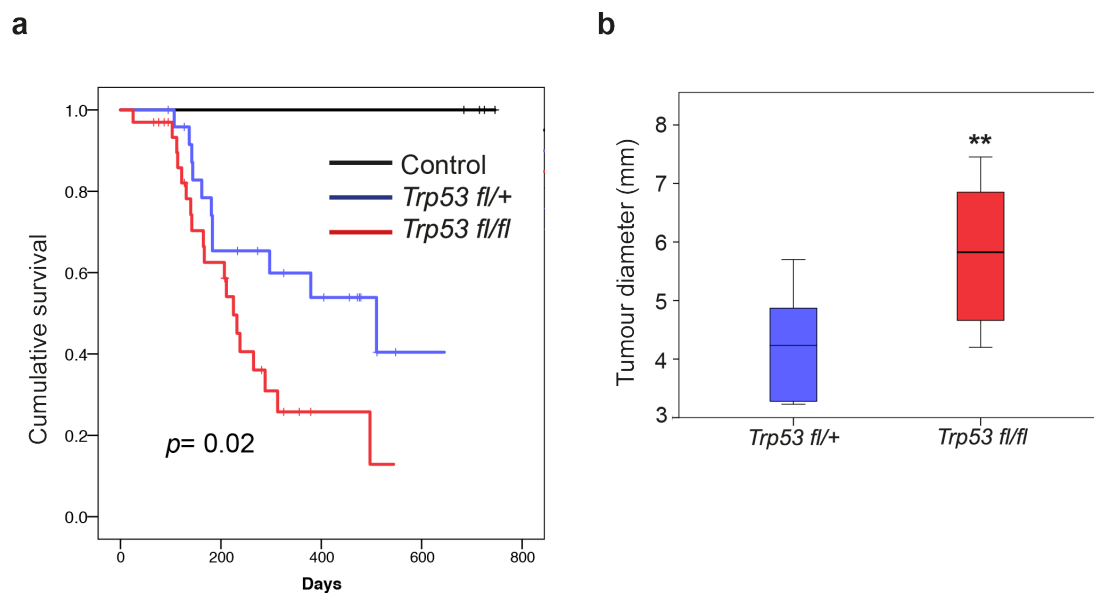 a
b
1.0
0.8
0.6
0.4
0.2
0.0
Cumulative survival
Control
Trp53 fl/+
Trp53 fl/fl
p= 0.02
0 200 400 600 800
Days
8
7
6
5
4
3
Tumour diameter (mm)
**
Trp53 fl/+ Trp53 fl/fl